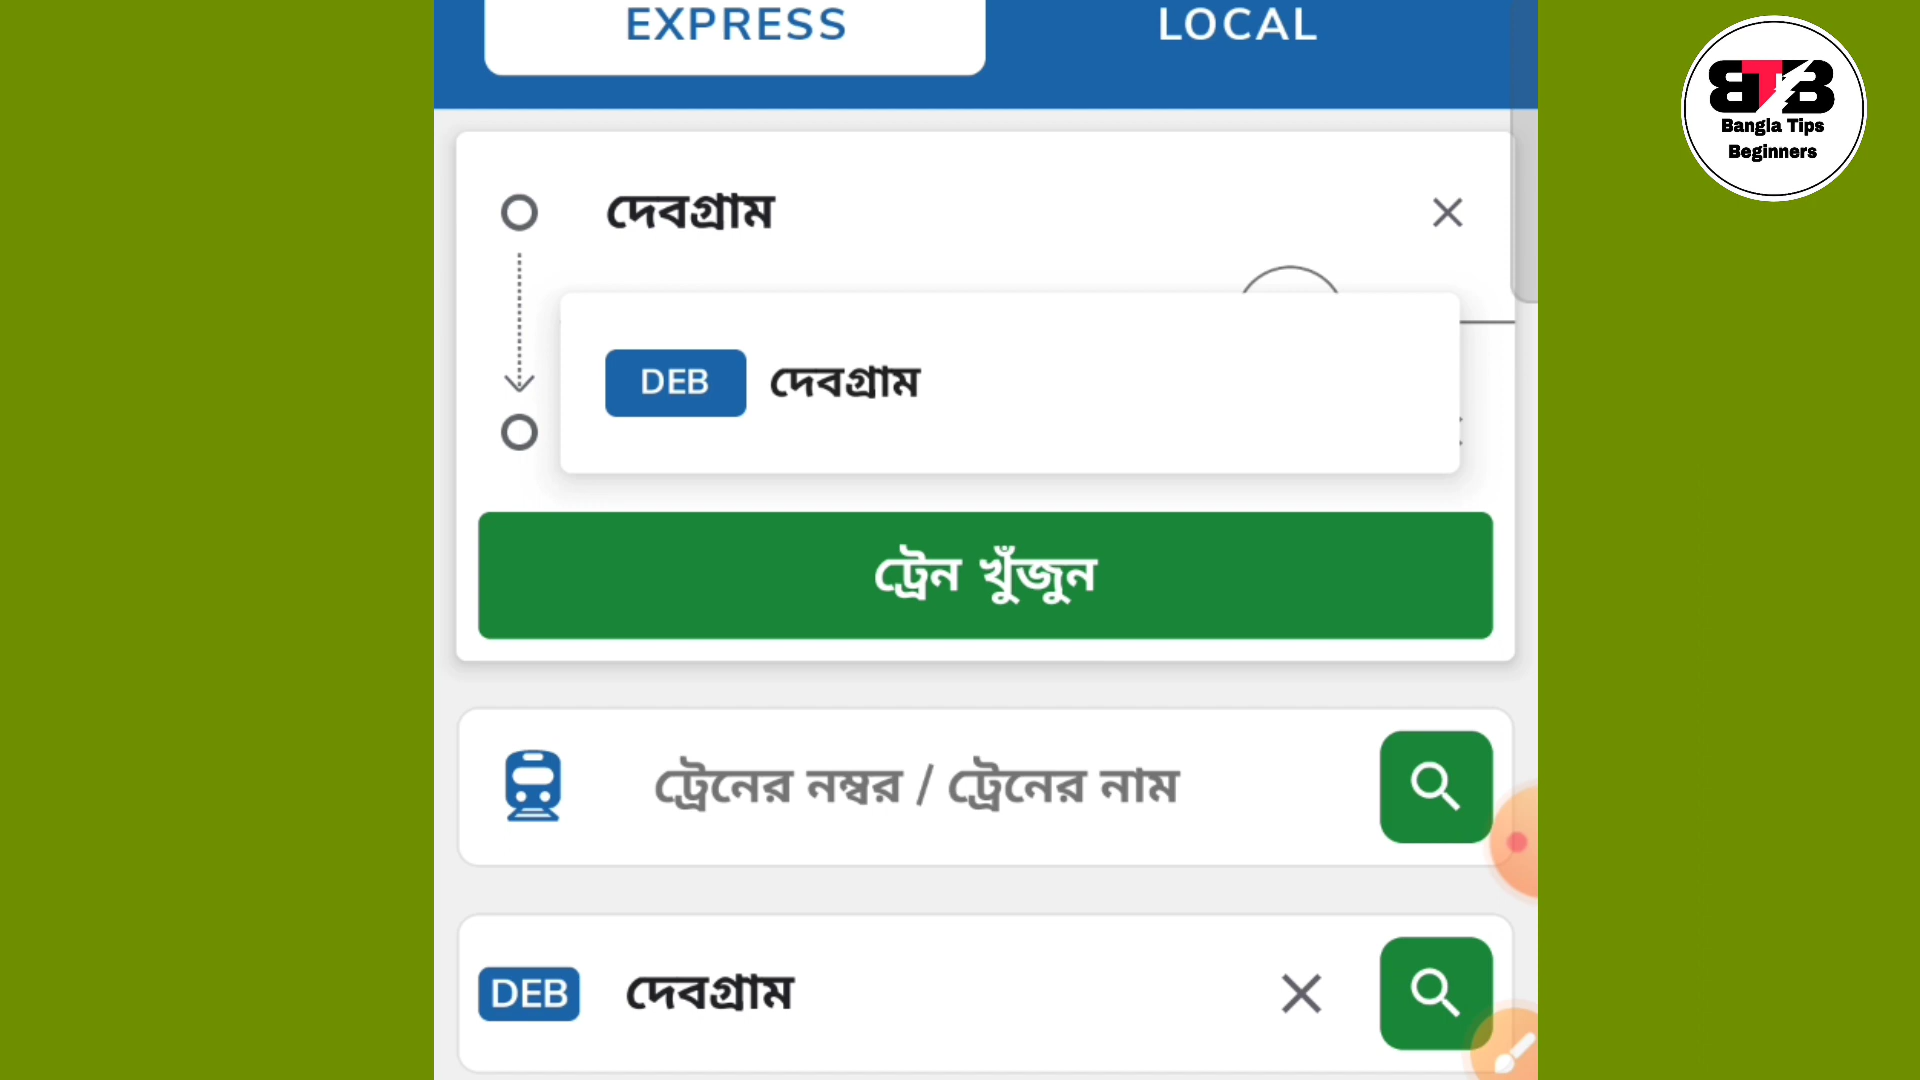 EXPRESS
LOCAL
BTB
Bangla Tips
Beginners
দেবগ্রাম
DEB দেবগ্রাম
ট্রেন খুঁজুন
ট্রেনের নম্বর / ট্রেনের নাম
DEB দেবগ্রাম